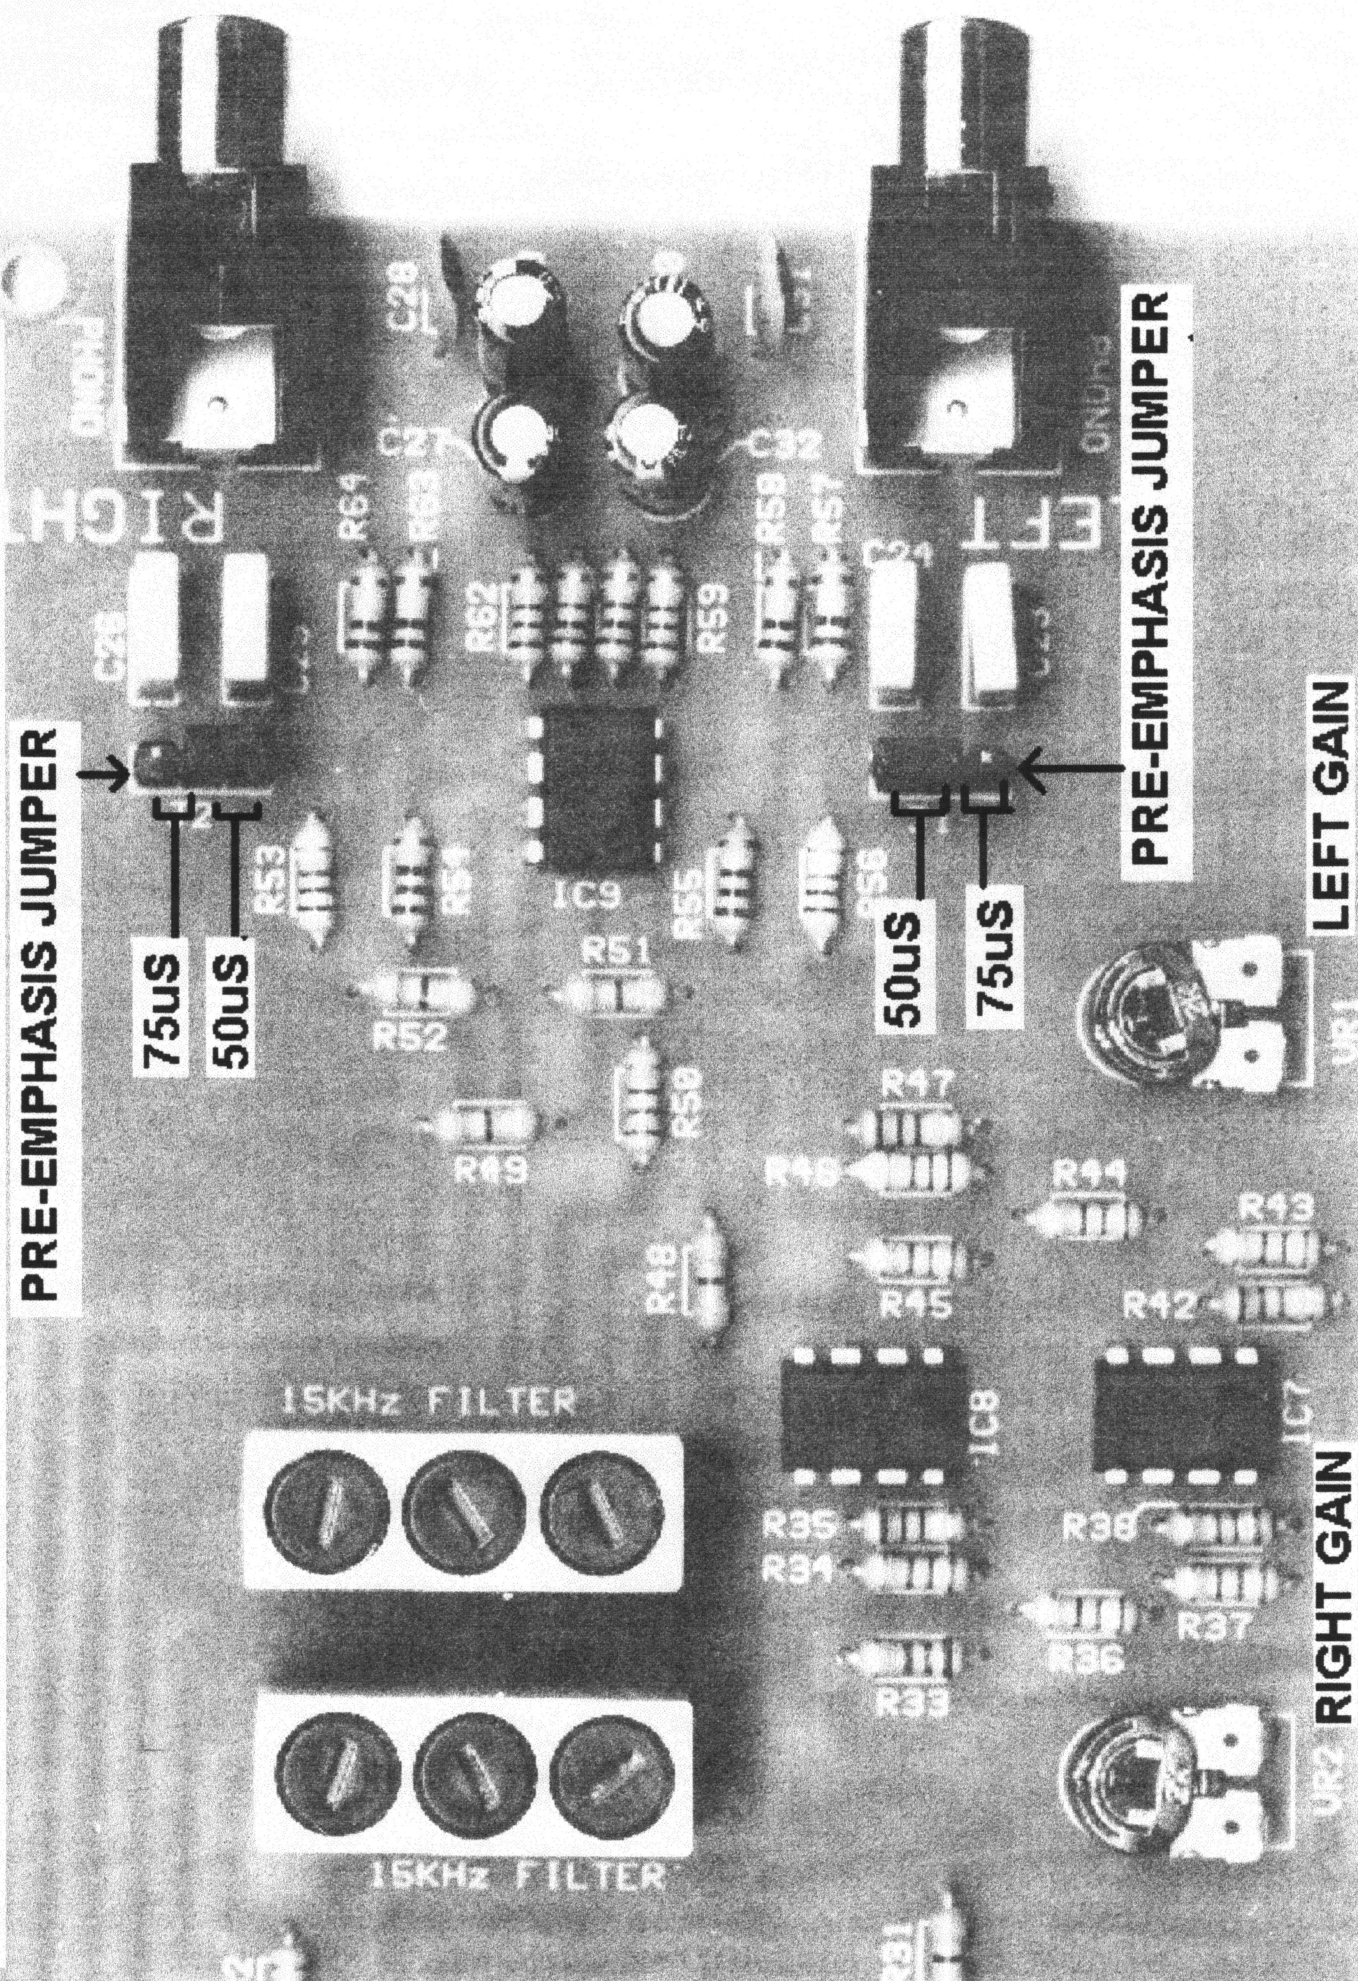 PHONO
RIGHT
C28
C27
C32
C31
PHONO
LEFT
PRE-EMPHASIS JUMPER
R64
R63
R62
R59
R58
R57
C24
C23
C26
PRE-EMPHASIS JUMPER
75uS
50uS
R53
R54
IC9
R55
R56
50uS
75uS
LEFT GAIN
VR1
R52
R51
R50
R49
R47
R46
R44
R43
R42
R48
R45
15KHz FILTER
IC8
IC7
R35
R34
R38
R37
R36
R33
RIGHT GAIN
VR2
15KHz FILTER
R31